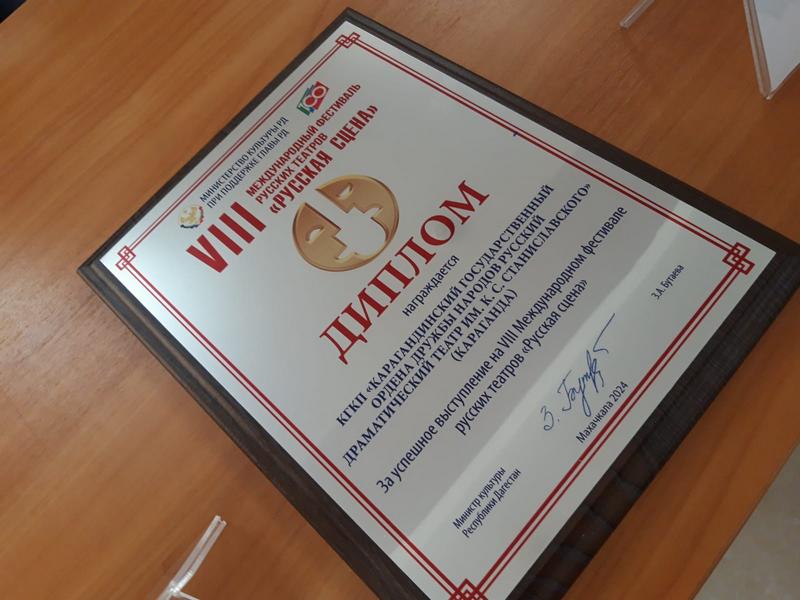 МИНИСТЕРСТВО КУЛЬТУРЫ РД
ПРИ ПОДДЕРЖКЕ ГЛАВЫ РД
VIII
МЕЖДУНАРОДНЫЙ ФЕСТИВАЛЬ
РУССКИХ ТЕАТРОВ
«РУССКАЯ СЦЕНА»
ДИПЛОМ
награждается
КГКП «КАРАГАНДИНСКИЙ ГОСУДАРСТВЕННЫЙ
ОРДЕНА ДРУЖБЫ НАРОДОВ РУССКИЙ
ДРАМАТИЧЕСКИЙ ТЕАТР ИМ. К С. СТАНИСЛАВСКОГО»
(КАРАГАНДА)
За успешное выступление на VIII Международном фестивале
русских театров «Русская сцена»
Министр культуры
Республики Дагестан
З.А. Бутаева
Махачкала 2024